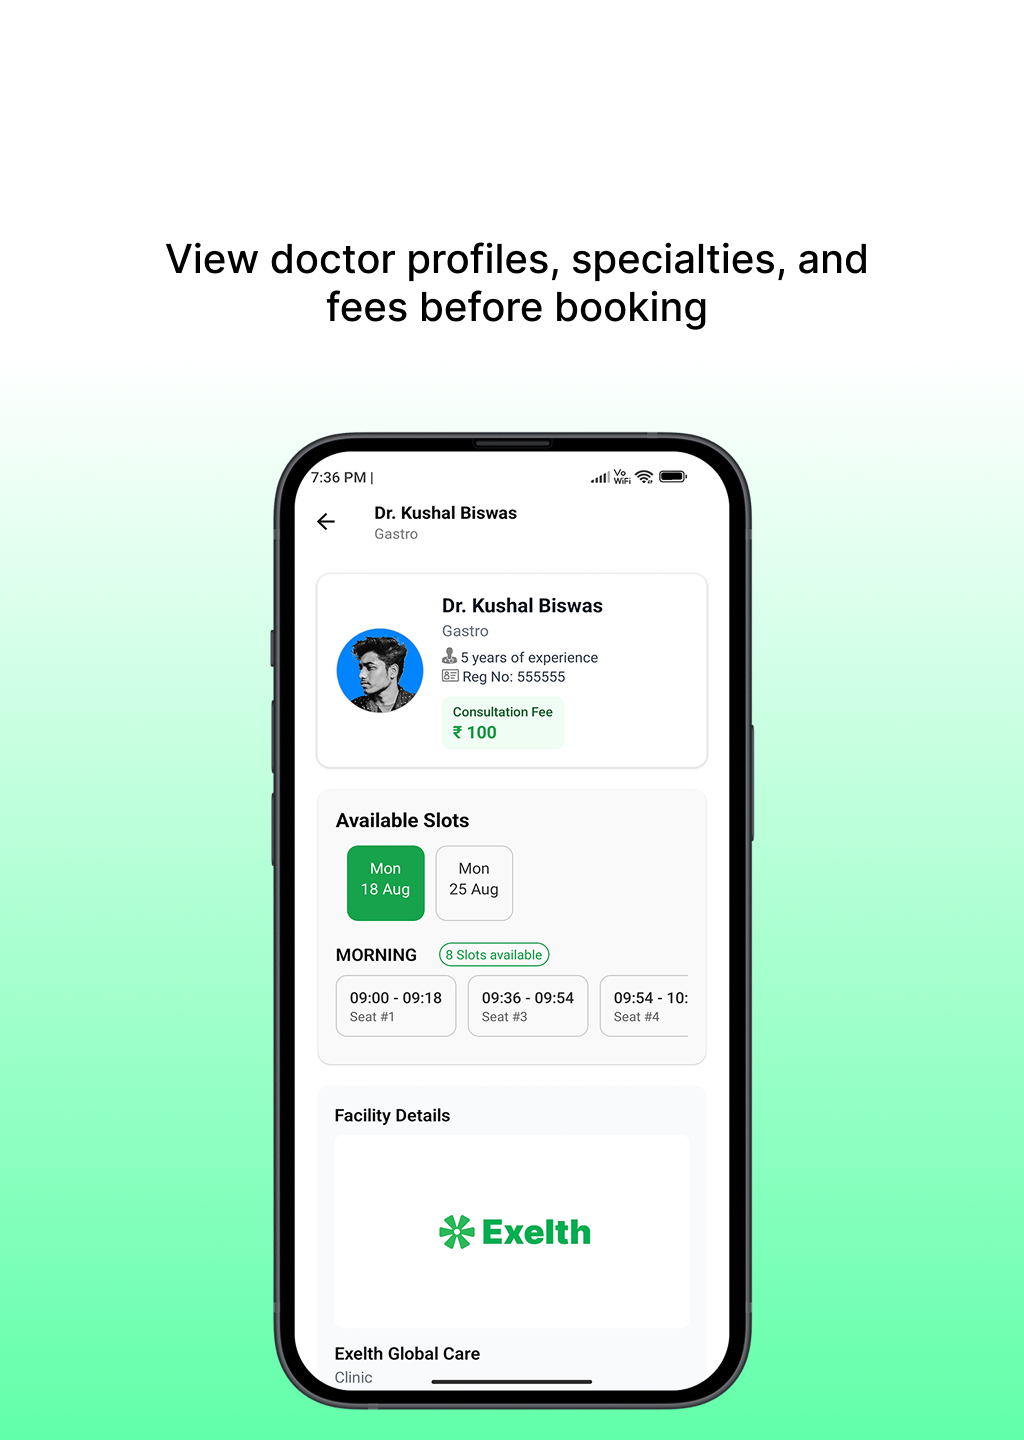 View doctor profiles, specialties, and
fees before booking
7:36 PM |
Vo
WiFi
Dr. Kushal Biswas
Gastro
Dr. Kushal Biswas
Gastro
5 years of experience
Reg No: 555555
Consultation Fee
₹ 100
Available Slots
Mon
18 Aug
Mon
25 Aug
MORNING
8 Slots available
09:00 - 09:18
Seat #1
09:36 - 09:54
Seat #3
09:54 - 10:
Seat #4
Facility Details
Exelth
Exelth Global Care
Clinic